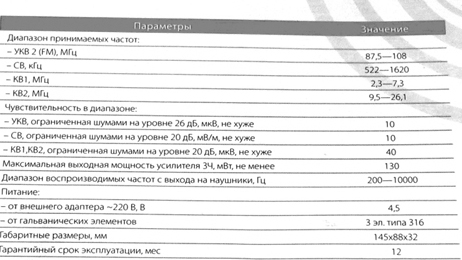 Параметры Значение
Диапазон принимаемых частот:
– УКВ 2 (FM), МГц 87,5—108
– СВ, кГц 522—1620
– КВ1, МГц 2,3—7,3
– КВ2, МГц 9,5—26,1
Чувствительность в диапазоне:
– УКВ, ограниченная шумами на уровне 26 дБ, мкВ, не хуже 10
– СВ, ограниченная шумами на уровне 20 дБ, мВ/м, не хуже 10
– КВ1,КВ2, ограниченная шумами на уровне 20 дБ, мкВ, не хуже 40
Максимальная выходная мощность усилителя ЗЧ, мВт, не менее 130
Диапазон воспроизводимых частот с выхода на наушники, Гц 200—10000
Питание:
– от внешнего адаптера ~220 В, В 4,5
– от гальванических элементов 3 эл. типа 316
Габаритные размеры, мм 145х88х32
Гарантийный срок эксплуатации, мес 12